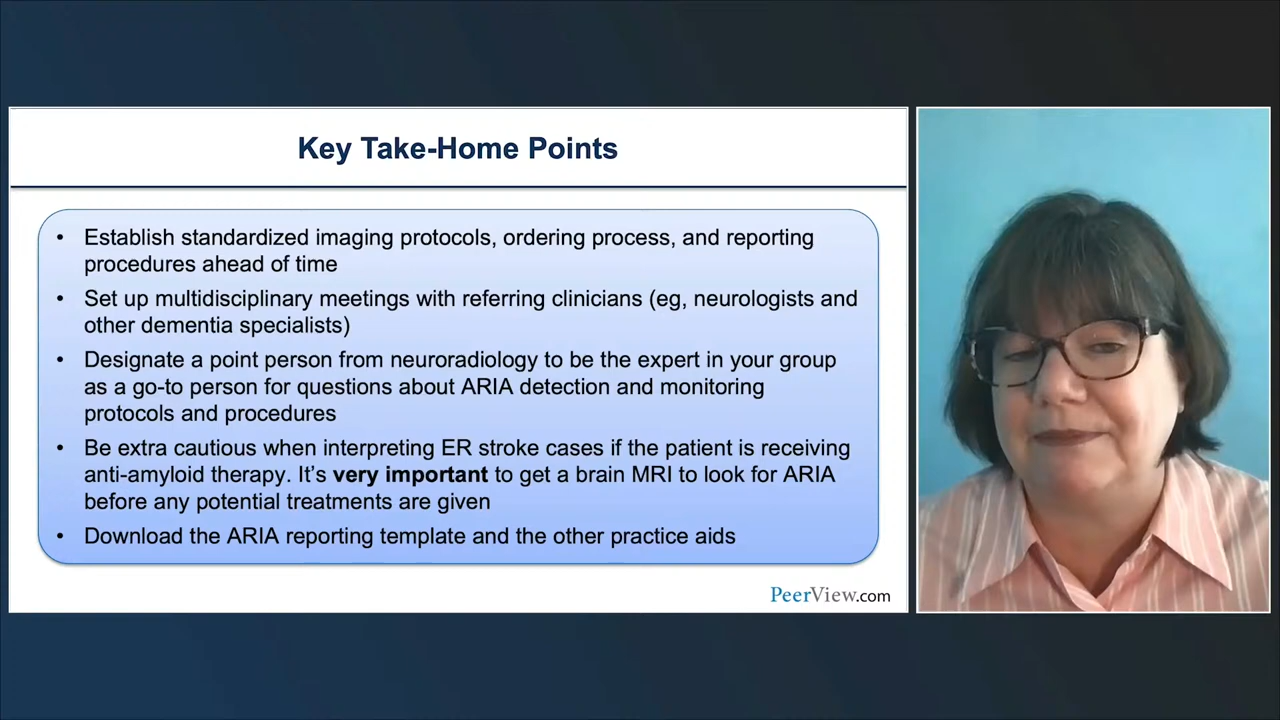 Key Take-Home Points
• Establish standardized imaging protocols, ordering process, and reporting
procedures ahead of time
• Set up multidisciplinary meetings with referring clinicians (eg, neurologists and
other dementia specialists)
• Designate a point person from neuroradiology to be the expert in your group
as a go-to person for questions about ARIA detection and monitoring
protocols and procedures
• Be extra cautious when interpreting ER stroke cases if the patient is receiving
anti-amyloid therapy. It’s very important to get a brain MRI to look for ARIA
before any potential treatments are given
• Download the ARIA reporting template and the other practice aids
PeerView.com